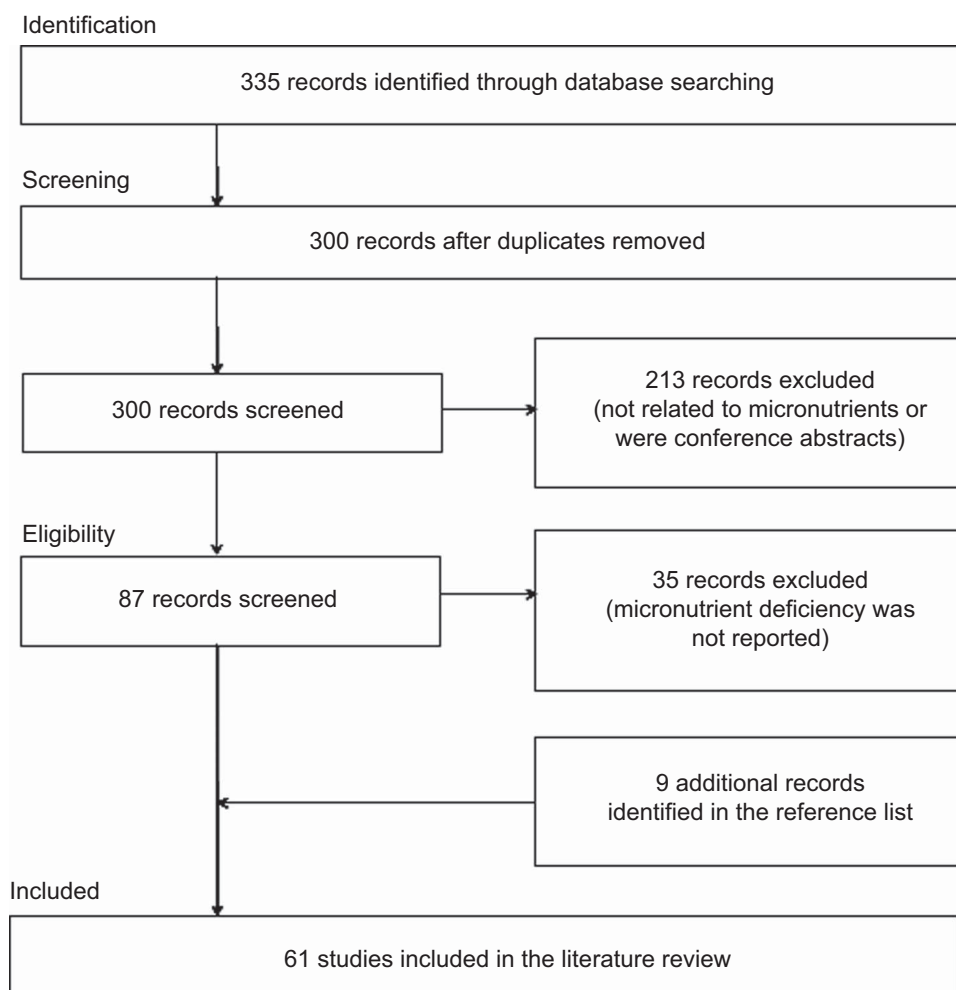 Identification
335 records identified through database searching
Screening
300 records after duplicates removed
300 records screened
213 records excluded
(not related to micronutrients or
were conference abstracts)
Eligibility
87 records screened
35 records excluded
(micronutrient deficiency was
not reported)
9 additional records
identified in the reference list
Included
61 studies included in the literature review